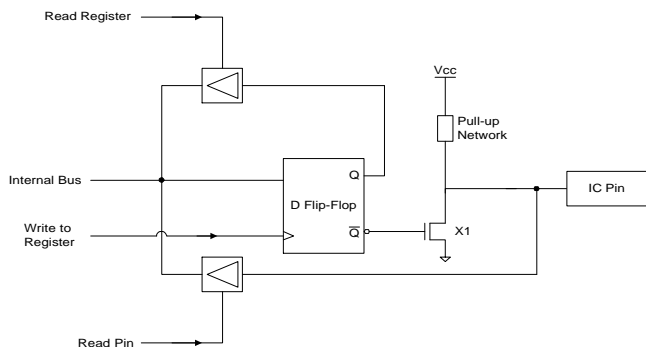 Read Register
Vcc
Pull-up
Network
Internal Bus
Q
D Flip-Flop
IC Pin
Write to
Register
Q̅
X1
Read Pin